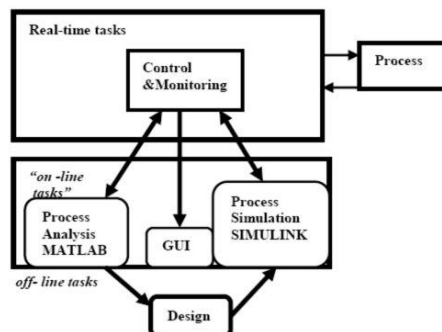 Real-time tasks
Control
&Monitoring
Process
“on -line
tasks”
Process
Analysis
MATLAB
GUI
Process
Simulation
SIMULINK
off- line tasks
Design